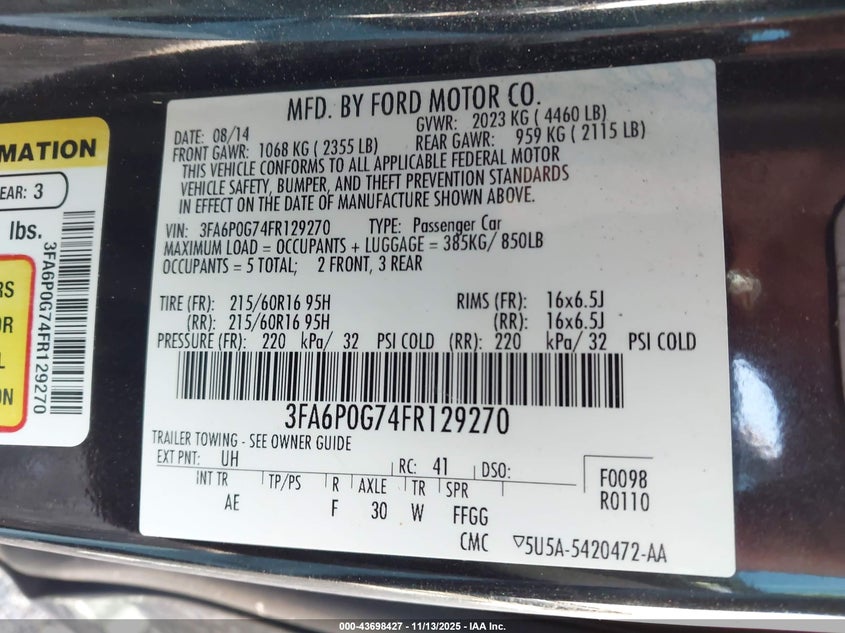 MFD. BY FORD MOTOR CO.
DATE: 08/14 GVWR: 2023 KG ( 4460 LB)
FRONT GAWR: 1068 KG ( 2355 LB) REAR GAWR: 959 KG ( 2115 LB)
THIS VEHICLE CONFORMS TO ALL APPLICABLE FEDERAL MOTOR
VEHICLE SAFETY, BUMPER, AND THEFT PREVENTION STANDARDS
IN EFFECT ON THE DATE OF MANUFACTURE SHOWN ABOVE.
VIN: 3FA6P0G74FR129270 TYPE: Passenger Car
MAXIMUM LOAD = OCCUPANTS + LUGGAGE = 385KG/ 850LB
OCCUPANTS = 5 TOTAL; 2 FRONT, 3 REAR
TIRE (FR): 215/60R16 95H RIMS (FR): 16x6.5J
(RR): 215/60R16 95H (RR): 16x6.5J
PRESSURE (FR): 220 kPa/ 32 PSI COLD (RR): 220 kPa/ 32 PSI COLD
3FA6P0G74FR129270
TRAILER TOWING - SEE OWNER GUIDE
EXT PNT: UH RC: 41 DSO: F0098
INT TR TP/PS R AXLE TR SPR R0110
AE F 30 W FFGG
CMC ▽5U5A-5420472-AA
MATION
EAR: 3
lbs.
3FA6P0G74FR129270
RS
OR
L
ON
000-43698427 - 11/13/2025 - IAA Inc.